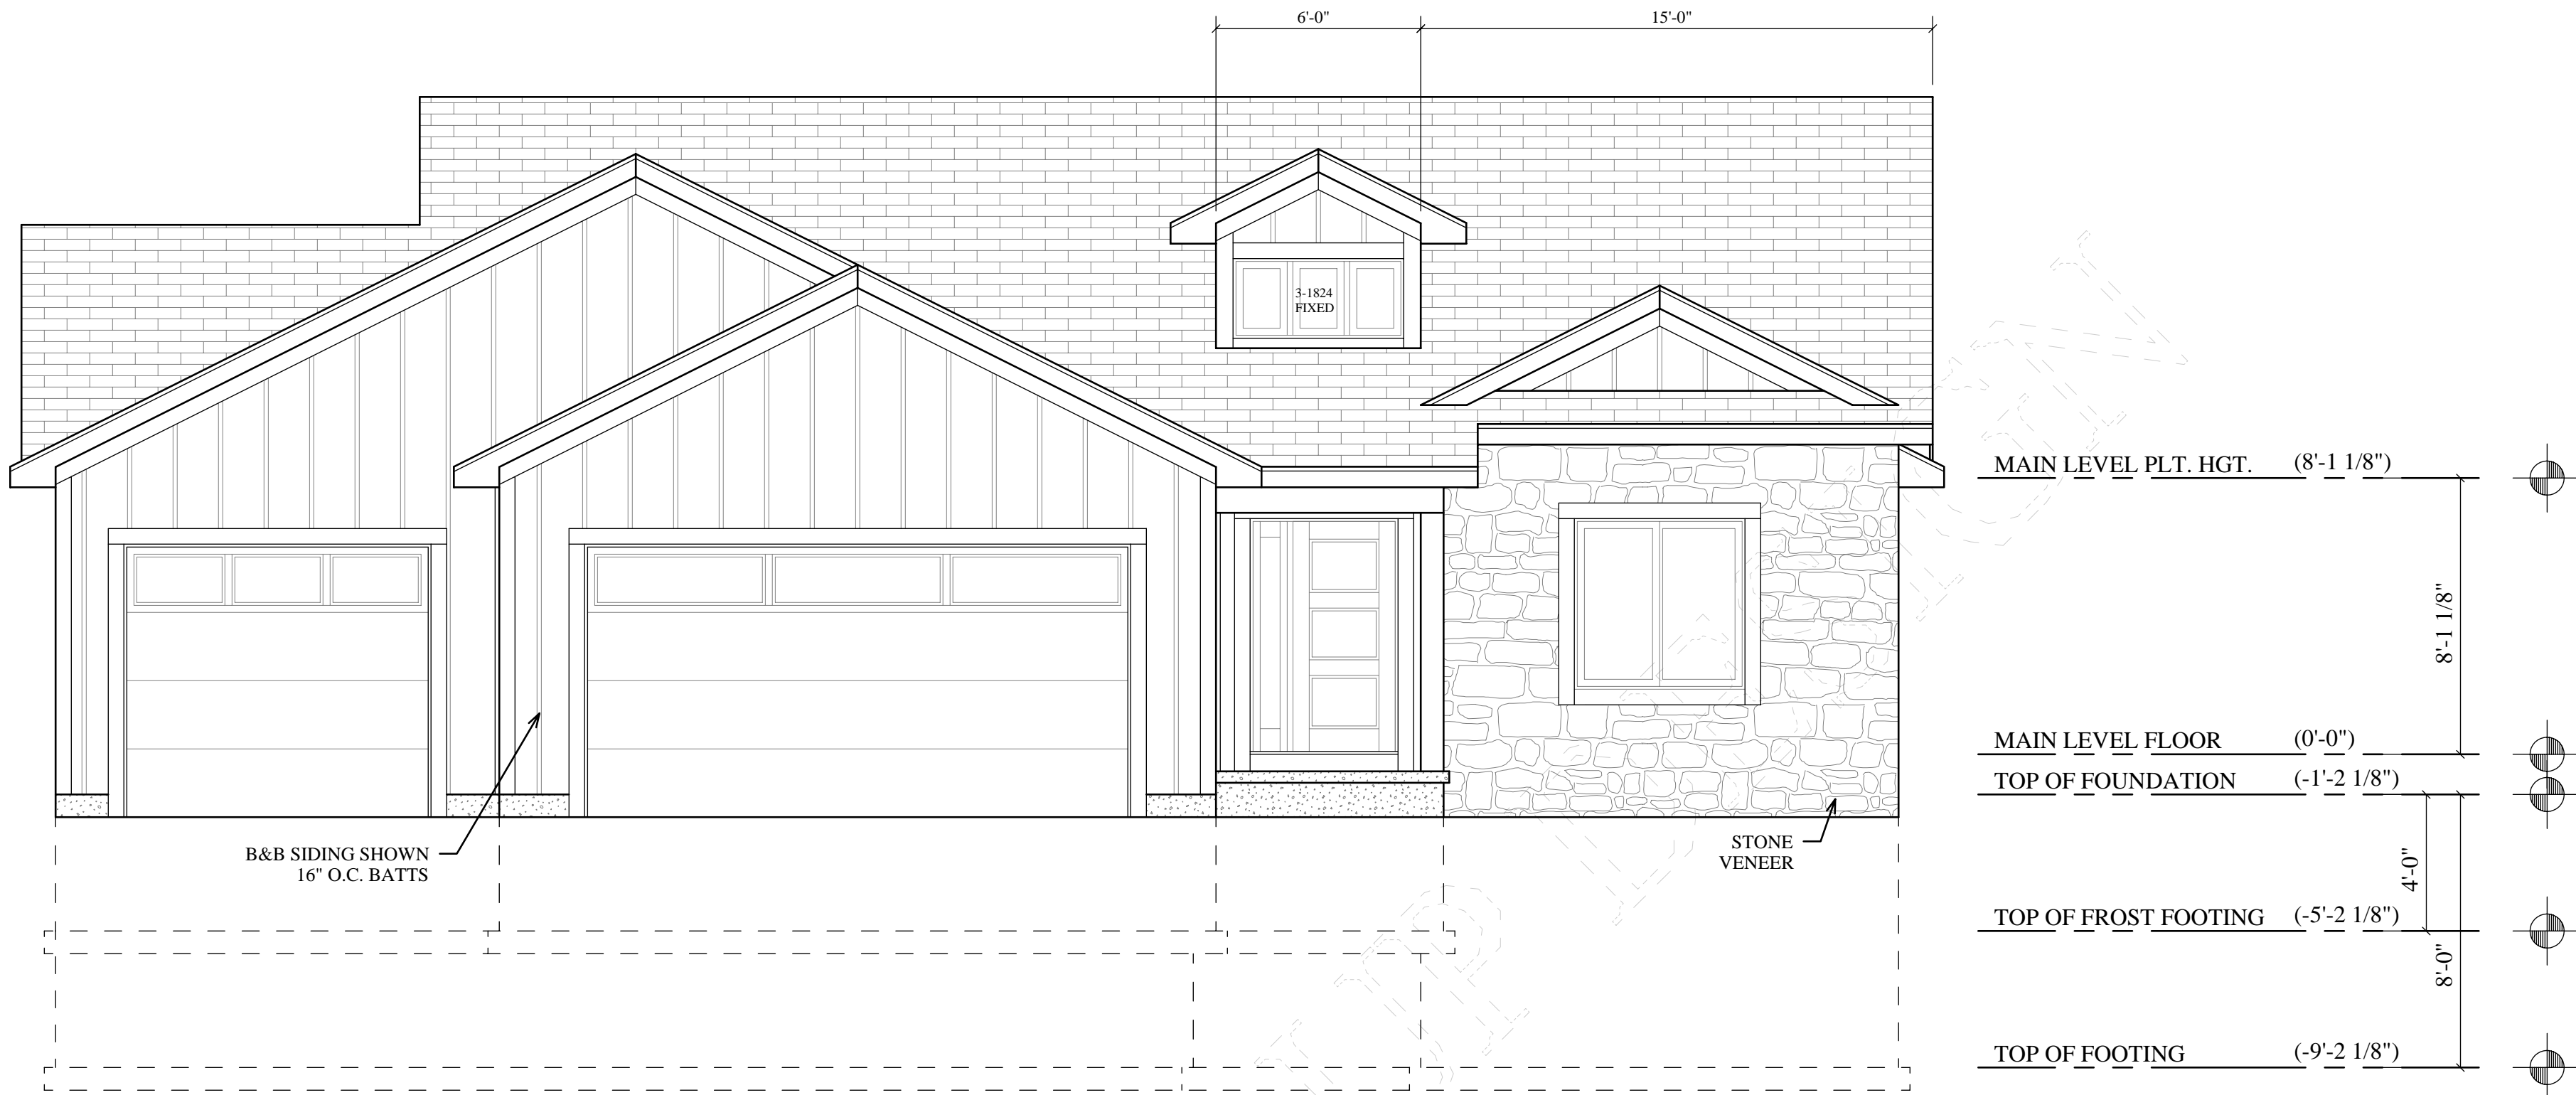 6'-0"
15'-0"
3-1824
FIXED
MAIN LEVEL PLT. HGT. (8'-1 1/8")
8'-1 1/8"
MAIN LEVEL FLOOR (0'-0")
TOP OF FOUNDATION (-1'-2 1/8")
B&B SIDING SHOWN
16" O.C. BATTS
STONE
VENEER
4'-0"
TOP OF FROST FOOTING (-5'-2 1/8")
8'-0"
TOP OF FOOTING (-9'-2 1/8")